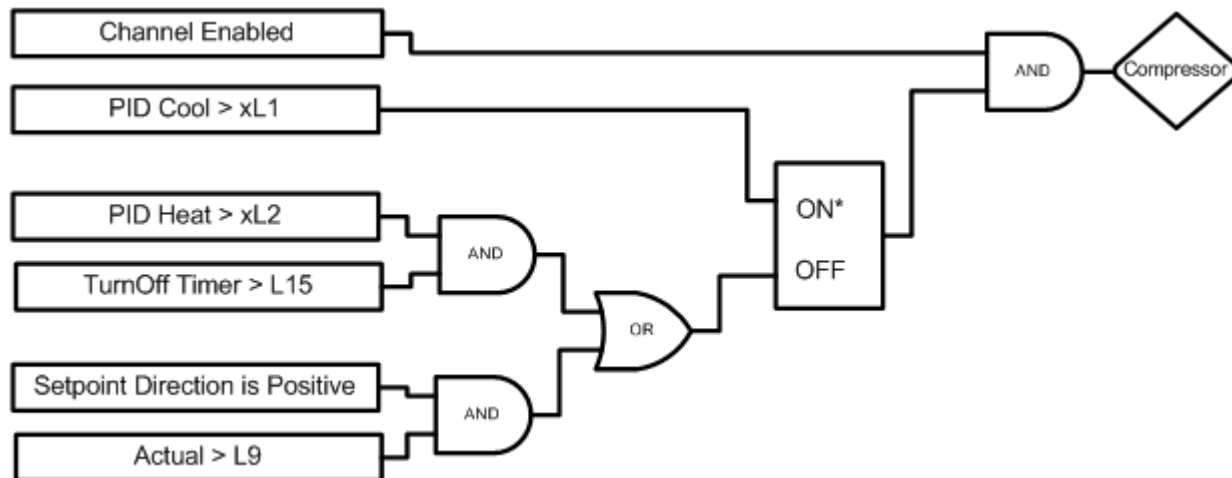 Channel Enabled
AND
Compressor
PID Cool > xL1
PID Heat > xL2
AND
ON*
OFF
TurnOff Timer > L15
OR
Setpoint Direction is Positive
AND
Actual > L9